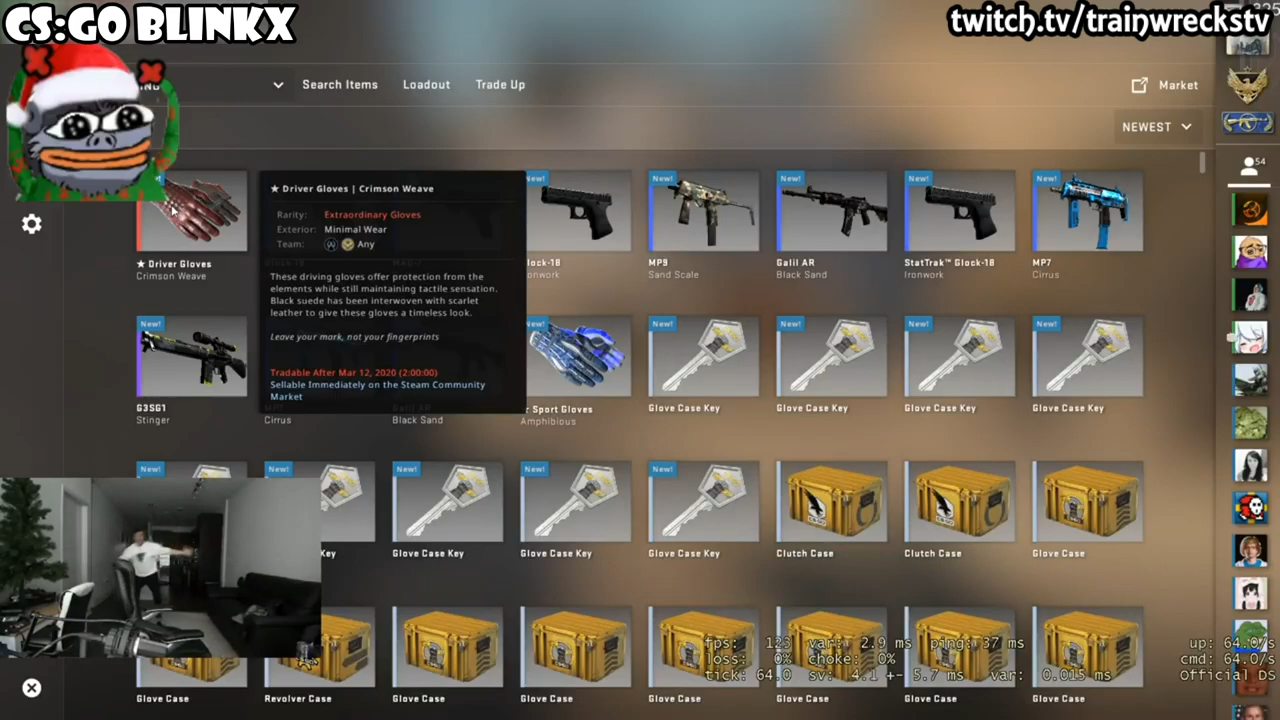 CS:GO BLINKX
twitch.tv/trainwreckstv
Search Items
Loadout
Trade Up
Market
NEWEST
54
★ Driver Gloves | Crimson Weave
Rarity: Extraordinary Gloves
Exterior: Minimal Wear
Team: Any
These driving gloves offer protection from the
elements while still maintaining tactile sensation.
Black suede has been interwoven with scarlet
leather to give these gloves a timeless look.
Leave your mark, not your fingerprints
Tradable After Mar 12, 2020 (2:00:00)
Sellable Immediately on the Steam Community
Market
New!
New!
New!
New!
New!
★ Driver Gloves
Crimson Weave
lock-18
onwork
MP9
Sand Scale
Galil AR
Black Sand
StatTrak™ Glock-18
Ironwork
MP7
Cirrus
New!
New!
New!
New!
New!
New!
G3SG1
Stinger
Cirrus
Black Sand
Sport Gloves
Amphibious
Glove Case Key
Glove Case Key
Glove Case Key
Glove Case Key
New!
New!
New!
New!
New!
Key
Glove Case Key
Glove Case Key
Glove Case Key
Clutch Case
Clutch Case
Glove Case
Glove Case
Revolver Case
Glove Case
Glove Case
Glove Case
Glove Case
Glove Case
Glove Case
fps: 123 var: 2.9 ms ping: 37 ms
loss: 0% choke: 0%
tick: 64.0 sv: 4.1 +- 5.7 ms var: 0.015 ms
up: 64.0/s
cmd: 64.0/s
Official DS